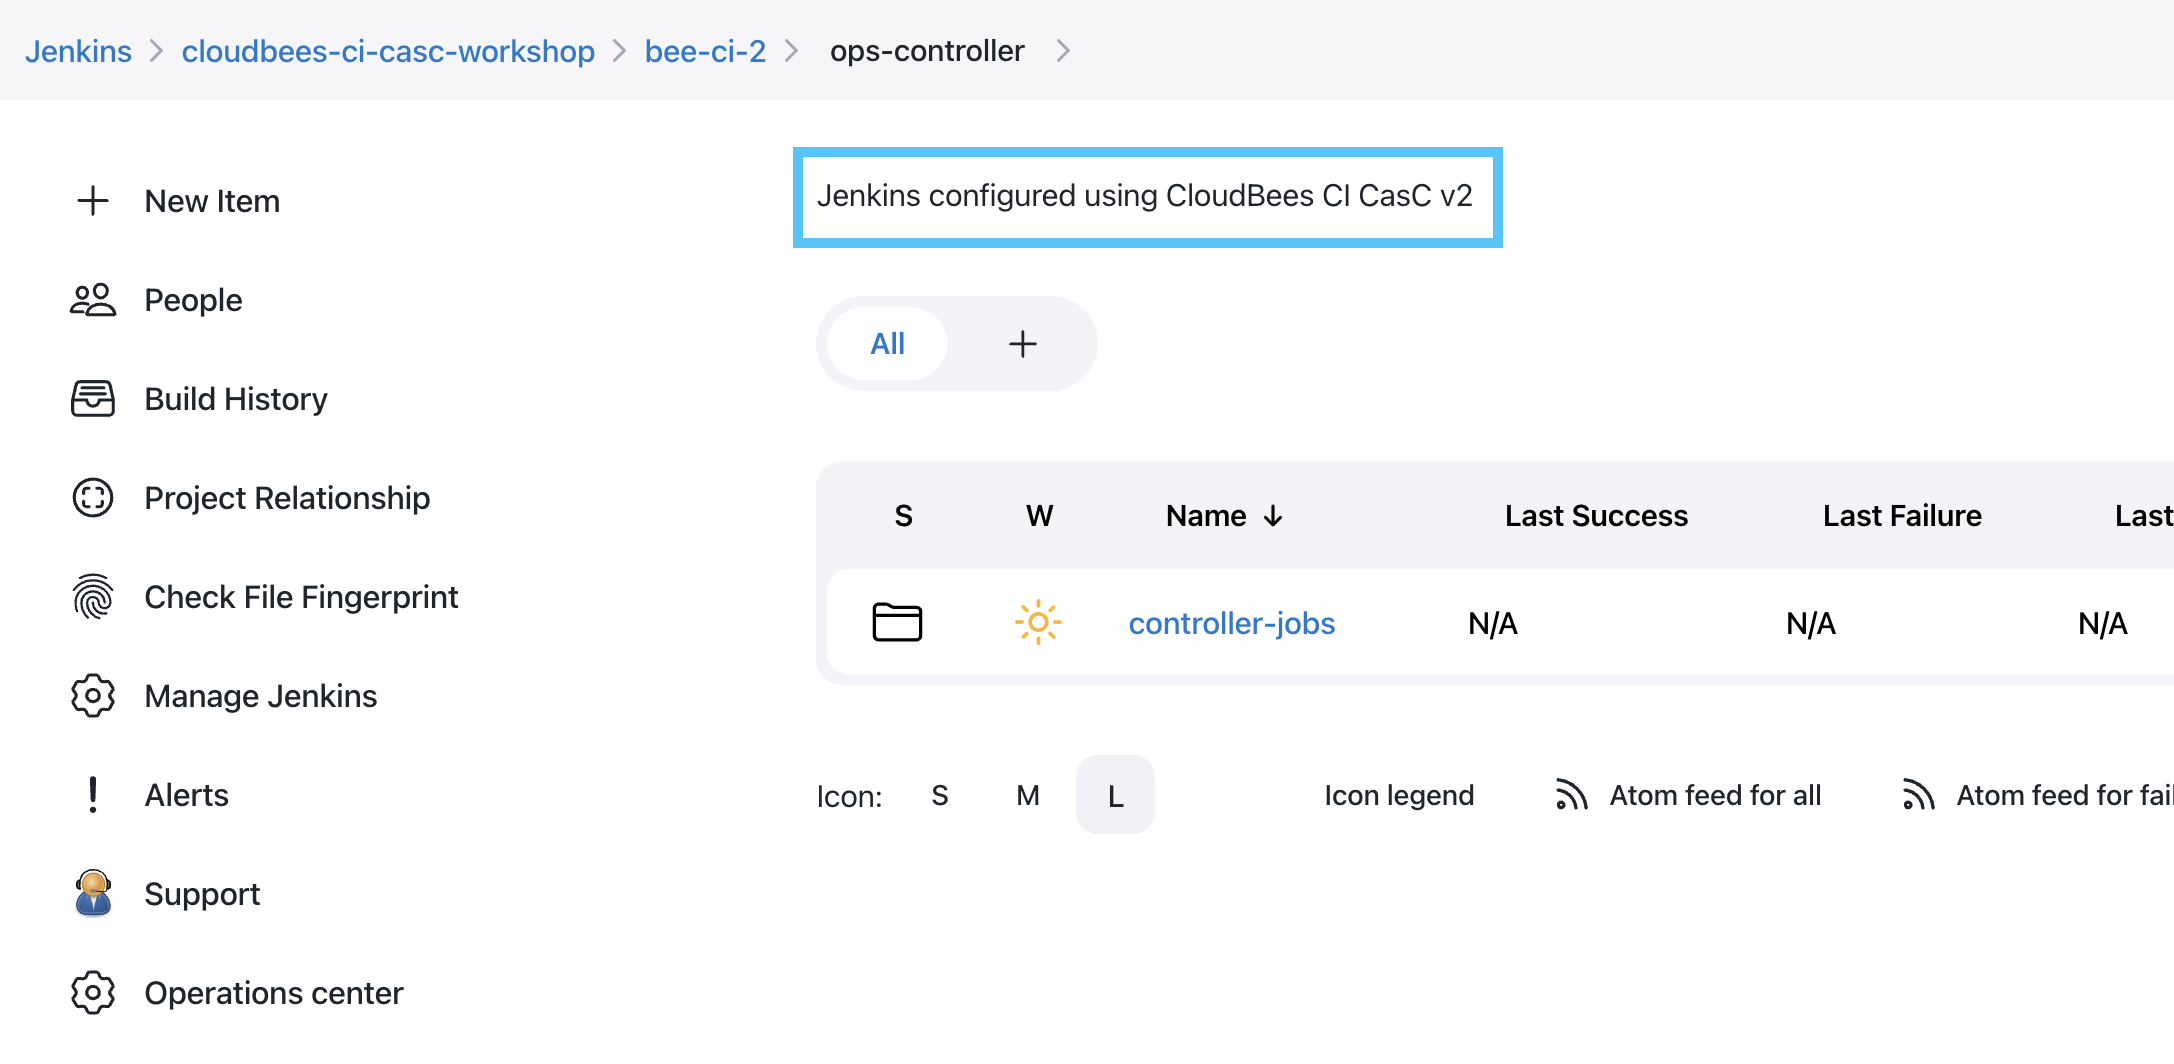 Jenkins cloudbees-ci-casc-workshop bee-ci-2 ops-controller
New Item
People
Build History
Project Relationship
Check File Fingerprint
Manage Jenkins
Alerts
Support
Operations center
Jenkins configured using CloudBees CI CasC v2
All +
S W Name ↓ Last Success Last Failure Last
controller-jobs N/A N/A N/A
Icon: S M L Icon legend Atom feed for all Atom feed for fail